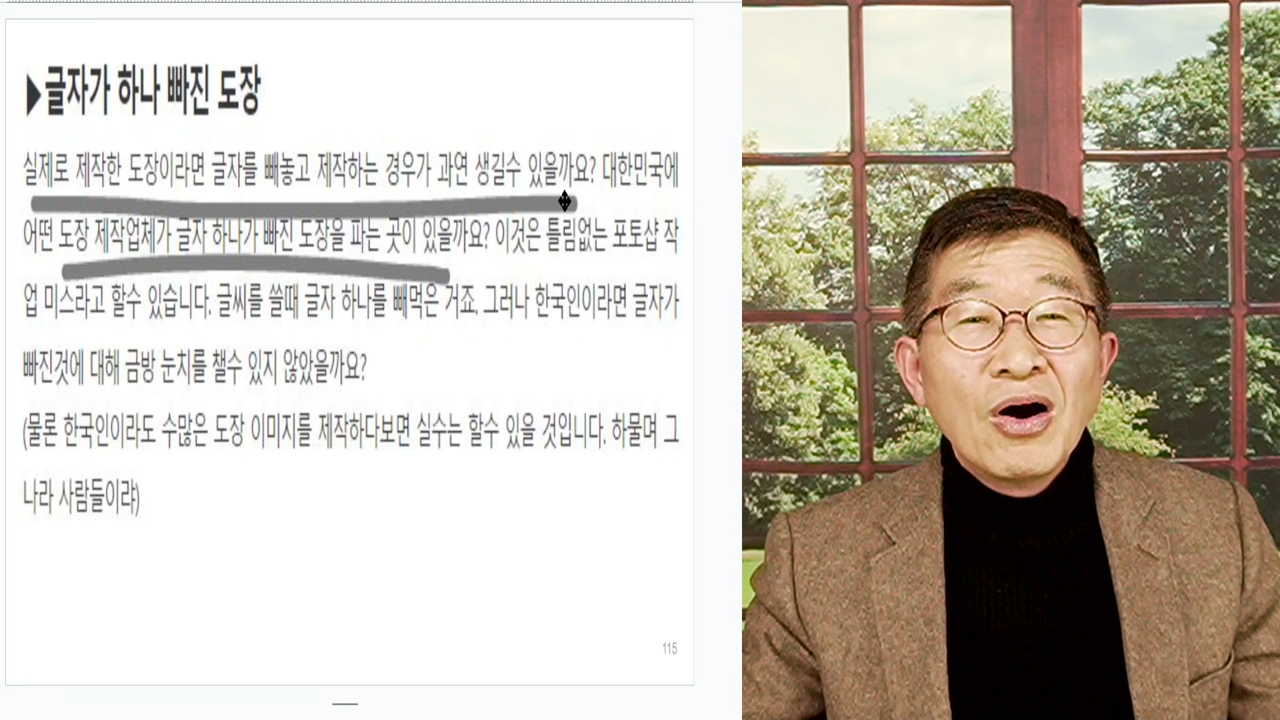 ▶글자가 하나 빠진 도장
실제로 제작한 도장이라면 글자를 빼놓고 제작하는 경우가 과연 생길수 있을까요? 대한민국에
어떤 도장 제작업체가 글자 하나가 빠진 도장을 파는 곳이 있을까요? 이것은 틀림없는 포토샵 작
업 미스라고 할수 있습니다. 글씨를 쓸때 글자 하나를 빼먹은 거죠. 그러나 한국인이라면 글자가
빠진것에 대해 금방 눈치를 챌수 있지 않았을까요?
(물론 한국인이라도 수많은 도장 이미지를 제작하다보면 실수는 할수 있을 것입니다. 하물며 그
나라 사람들이랴)
115